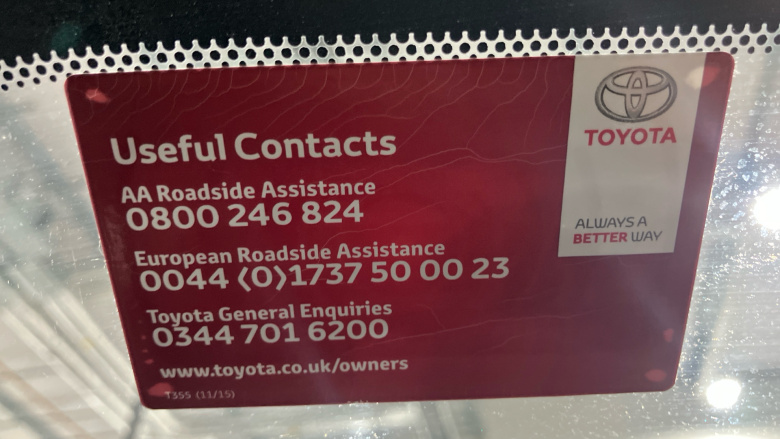 Useful Contacts
AA Roadside Assistance
0800 246 824
European Roadside Assistance
0044 (0)1737 50 00 23
Toyota General Enquiries
0344 701 6200
www.toyota.co.uk/owners
T355 (11/15)
TOYOTA
ALWAYS A
BETTER WAY